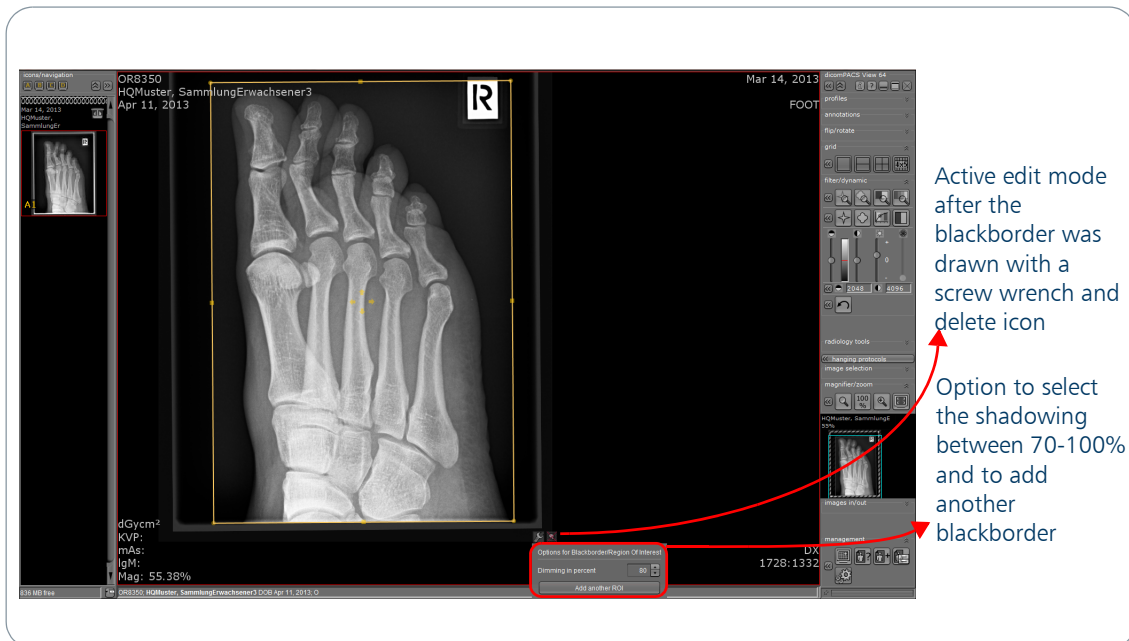 icons/navigation
Mar 14, 2013
HQMuster,
SammlungEr
A1
836 MB free
OR8350
HQMuster, SammlungErwachsener3
Apr 11, 2013
R
Mar 14, 2013
FOOT
dGycm²
KVP:
mAs:
IgM:
Mag: 55.38%
DX
1728:1332
Options for Blackborder/Region Of Interest
Dimming in percent 80
Add another ROI
OR8350; HQMuster, SammlungErwachsener3 DOB Apr 11, 2013; O
dicomPACS View 64
profiles
annotations
flip/rotate
grid
filter/dynamic
+
0
-
2048 4096
radiology tools
hanging protocols
image selection
magnifier/zoom
100
%
HQMuster, SammlungE
55%
images in/out
management
Active edit mode
after the
blackborder was
drawn with a
screw wrench and
delete icon
Option to select
the shadowing
between 70-100%
and to add
another
blackborder